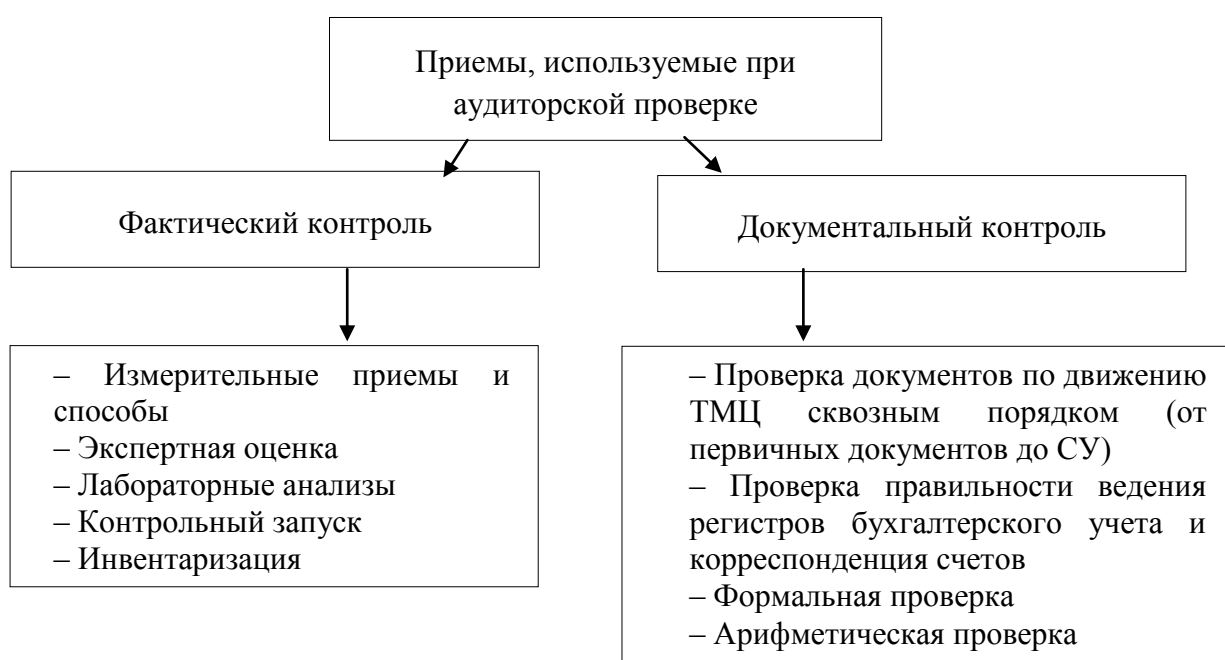 Приемы, используемые при
аудиторской проверке
Фактический контроль
Документальный контроль
– Измерительные приемы и
способы
– Экспертная оценка
– Лабораторные анализы
– Контрольный запуск
– Инвентаризация
– Проверка документов по движению
ТМЦ сквозным порядком (от
первичных документов до СУ)
– Проверка правильности ведения
регистров бухгалтерского учета и
корреспонденция счетов
– Формальная проверка
– Арифметическая проверка